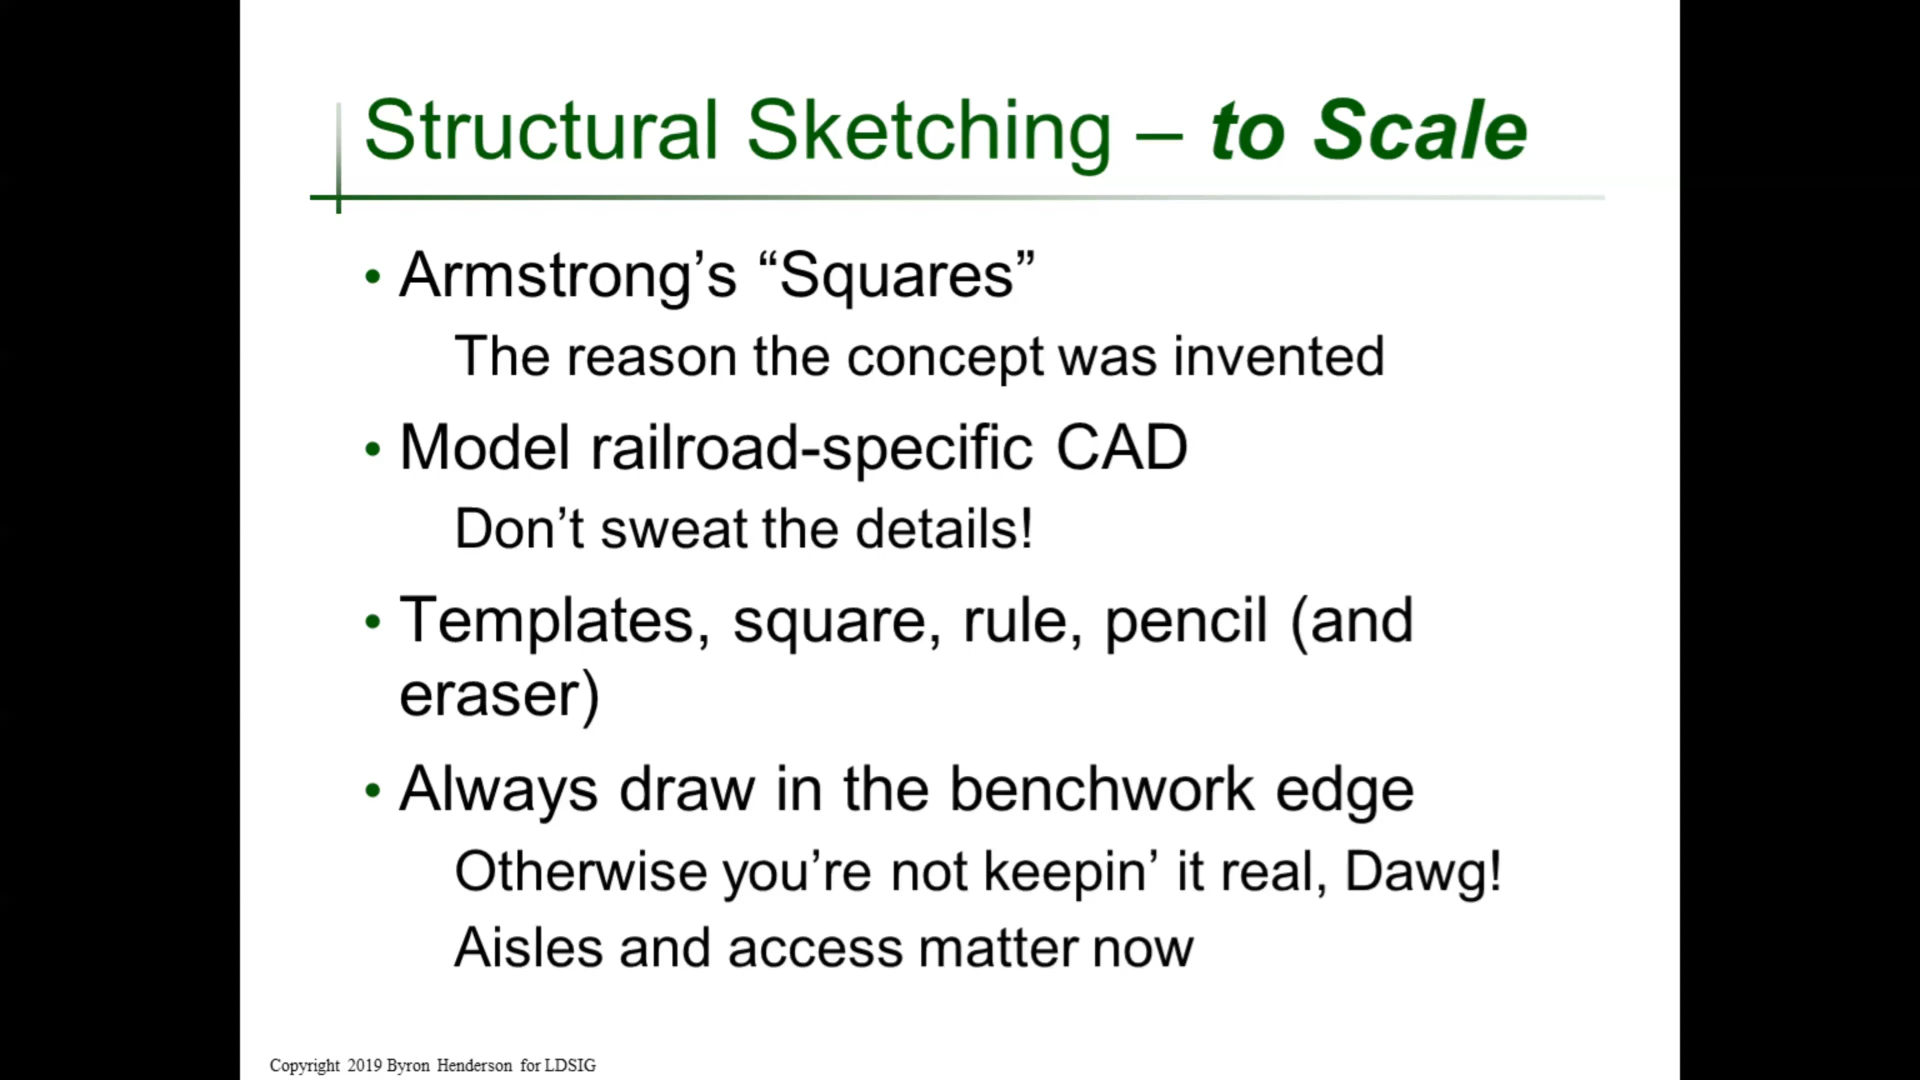 Structural Sketching – to Scale
• Armstrong’s “Squares”
The reason the concept was invented
• Model railroad-specific CAD
Don’t sweat the details!
• Templates, square, rule, pencil (and
eraser)
• Always draw in the benchwork edge
Otherwise you’re not keepin’ it real, Dawg!
Aisles and access matter now
Copyright 2019 Byron Henderson for LDSIG